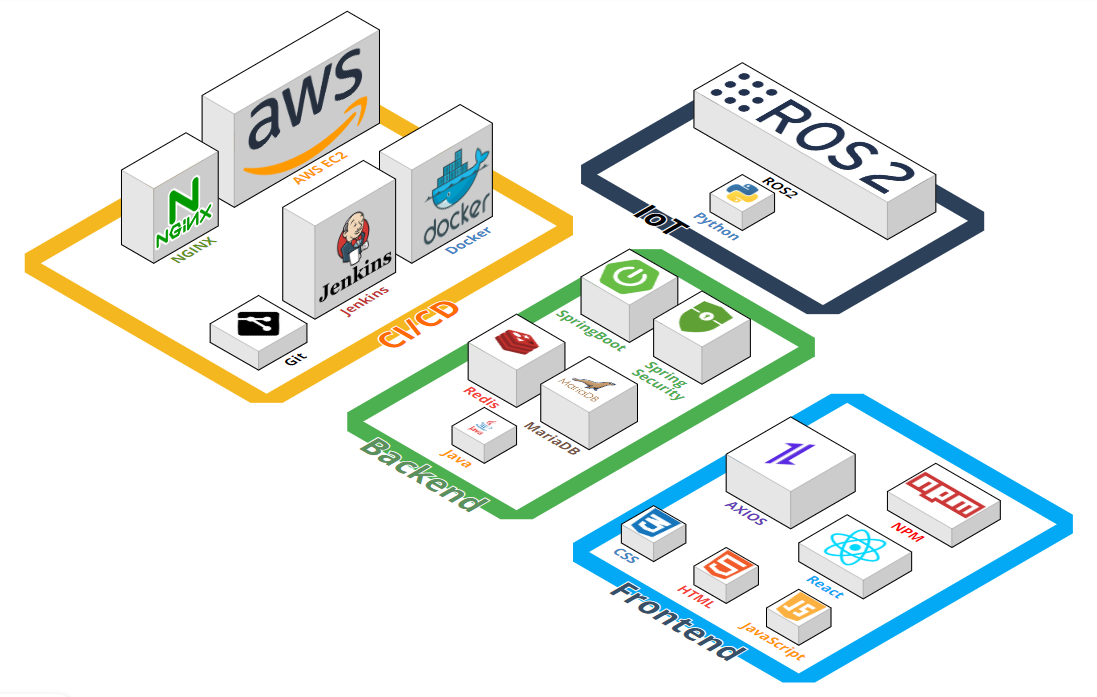 aws
AWS EC2
NGiNX
NGINX
docker
Docker
Jenkins
Jenkins
Git
CI/CD
ROS 2
ROS2
Python
IoT
SpringBoot
Spring
Security
Redis
MariaDB
MariaDB
Java
Java
Backend
AXIOS
npm
NPM
CSS
HTML
React
JS
JavaScript
Frontend